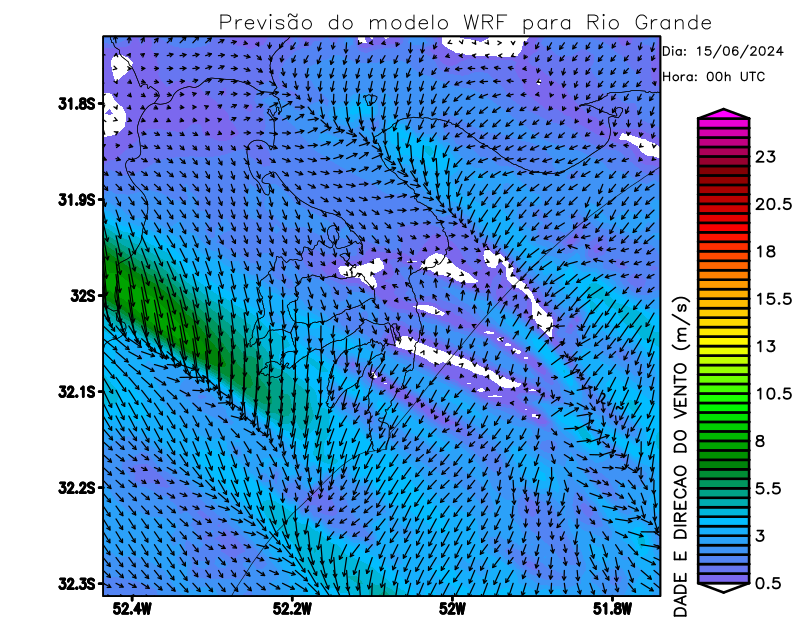 Previsão do modelo WRF para Rio Grande
Dia: 15/06/2024
Hora: 00h UTC
31.8S
31.9S
32S
32.1S
32.2S
32.3S
52.4W
52.2W
52W
51.8W
23
20.5
18
15.5
13
10.5
8
5.5
3
0.5
DADE E DIRECAO DO VENTO (m/s)